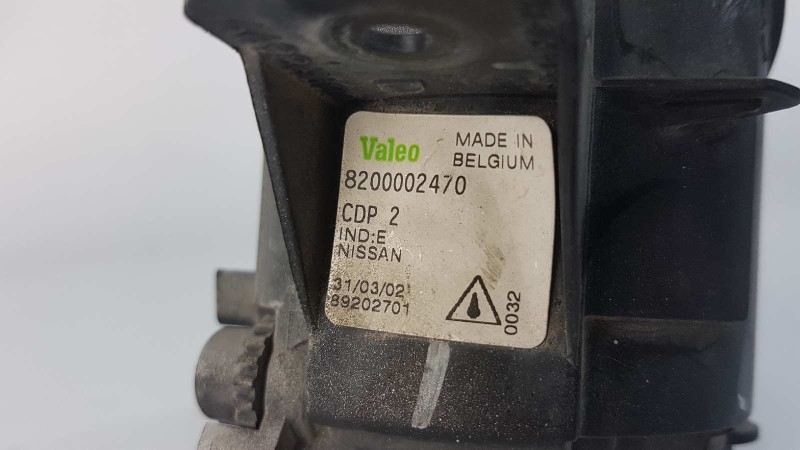 Valeo
MADE IN
BELGIUM
8200002470
CDP 2
IND:E
NISSAN
31/03/02
89202701
0032